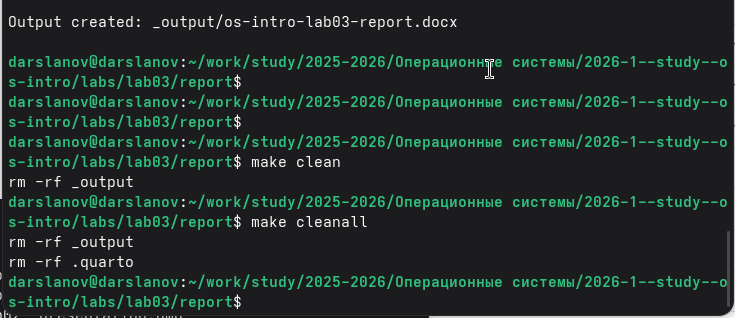 Output created: _output/os-intro-lab03-report.docx
darslanov@darslanov:~/work/study/2025-2026/Операционные системы/2026-1--study--o
s-intro/labs/lab03/report$
darslanov@darslanov:~/work/study/2025-2026/Операционные системы/2026-1--study--o
s-intro/labs/lab03/report$
darslanov@darslanov:~/work/study/2025-2026/Операционные системы/2026-1--study--o
s-intro/labs/lab03/report$ make clean
rm -rf _output
darslanov@darslanov:~/work/study/2025-2026/Операционные системы/2026-1--study--o
s-intro/labs/lab03/report$ make cleanall
rm -rf _output
rm -rf .quarto
darslanov@darslanov:~/work/study/2025-2026/Операционные системы/2026-1--study--o
s-intro/labs/lab03/report$